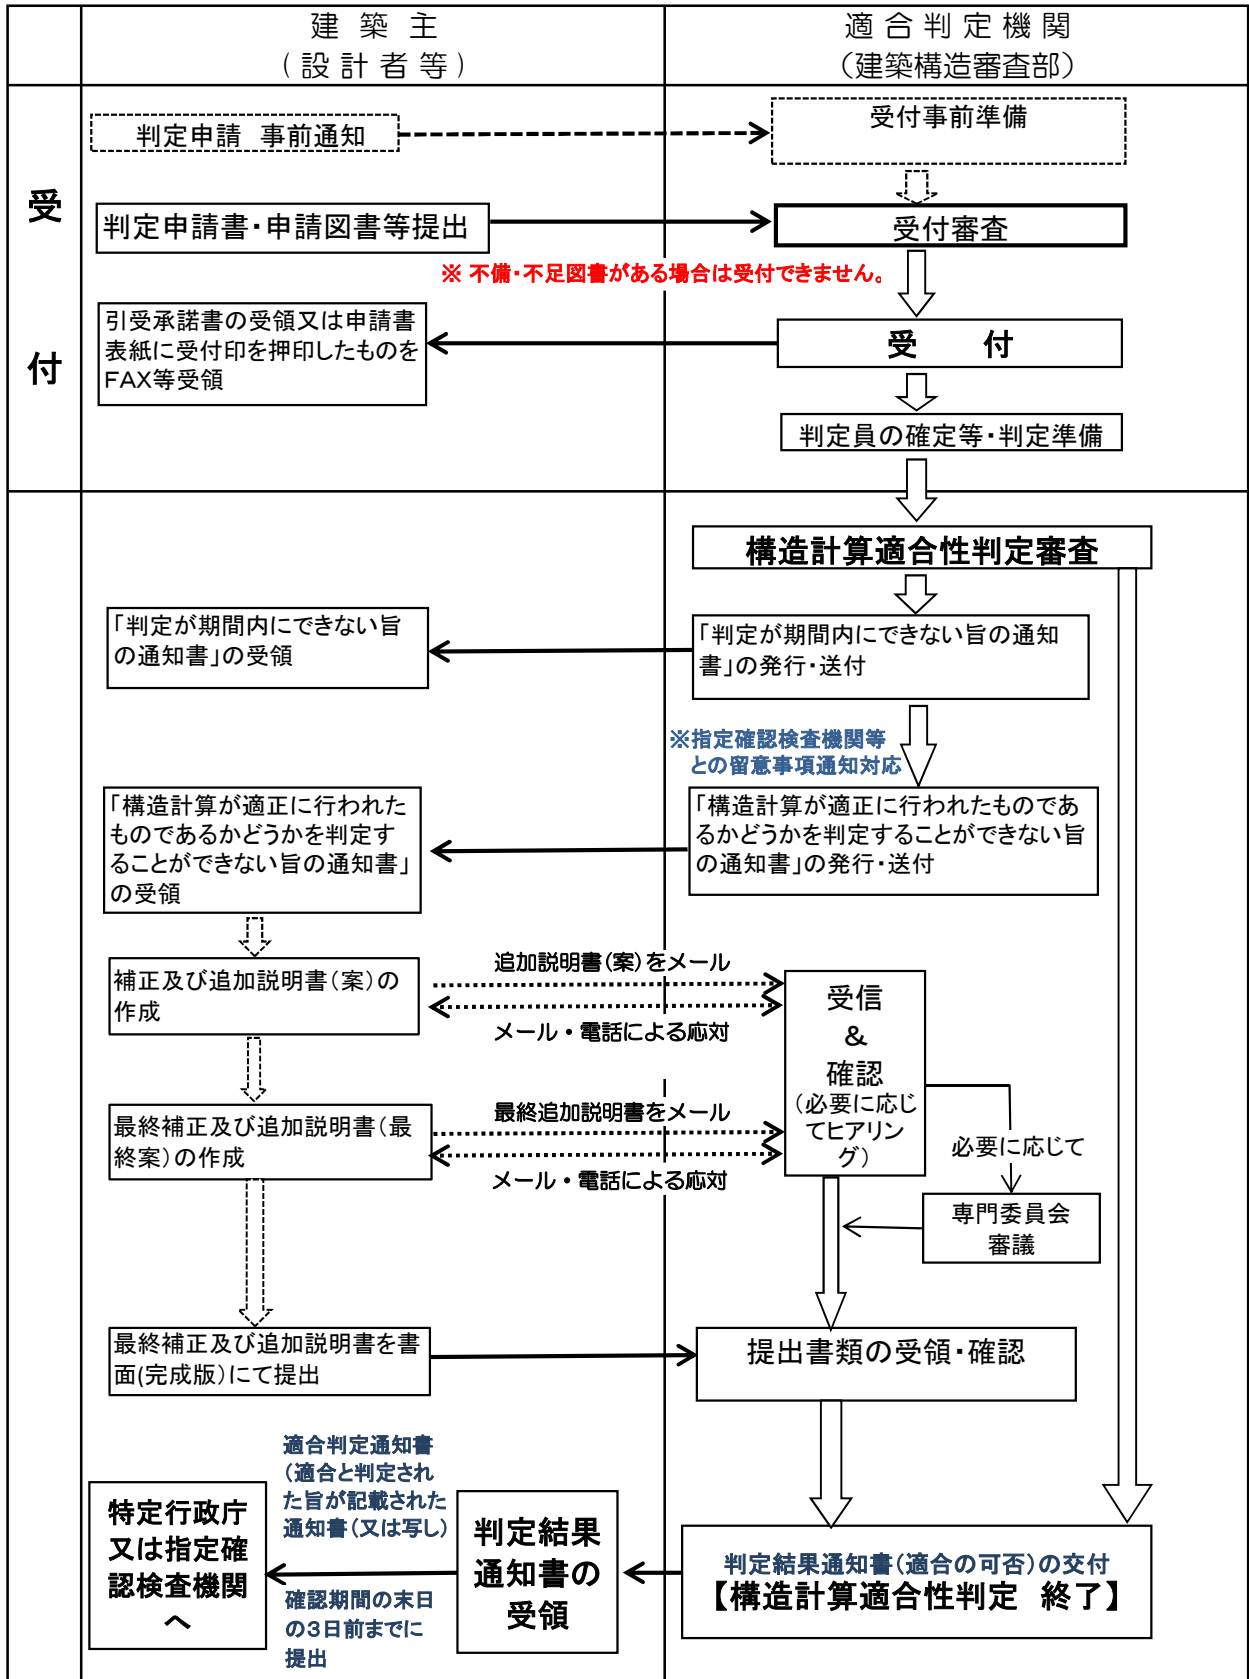 建築主
(設計者等)
適合判定機関
(建築構造審査部)
受
付
判定申請 事前通知
受付事前準備
判定申請書・申請図書等提出
受付審査
※ 不備・不足図書がある場合は受付できません。
引受承諾書の受領又は申請書
表紙に受付印を押印したものを
FAX等受領
受 付
判定員の確定等・判定準備
構造計算適合性判定審査
「判定が期間内にできない旨
の通知書」の受領
「判定が期間内にできない旨の通知
書」の発行・送付
※指定確認検査機関等
との留意事項通知対応
「構造計算が適正に行われた
ものであるかどうかを判定す
ることができない旨の通知書」
の受領
「構造計算が適正に行われたものであ
るかどうかを判定することができない旨
の通知書」の発行・送付
補正及び追加説明書(案)の
作成
追加説明書(案)をメール
メール・電話による応対
受信
&
確認
(必要に応じ
てヒアリン
グ)
最終補正及び追加説明書(最
終案)の作成
最終追加説明書をメール
メール・電話による応対
必要に応じて
専門委員会
審議
最終補正及び追加説明書を書
面(完成版)にて提出
提出書類の受領・確認
適合判定通知書
(適合と判定され
た旨が記載された
通知書(又は写し)
特定行政庁
又は指定確
認検査機関
へ
確認期間の末日
の3日前までに
提出
判定結果
通知書の
受領
判定結果通知書(適合の可否)の交付
【構造計算適合性判定 終了】